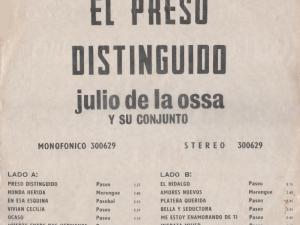 EL PRESO
DISTINGUIDO
julio de la ossa
Y SU CONJUNTO
MONOFONICO 300629 STEREO 300629
LADO A: LADO B:
PRESO DISTINGUIDO Paseo EL HIDALGO Paseo
HONDA HERIDA Merengue AMORES NUEVOS Merengue
EN ESA ESQUINA Pasebol PLATEÑA QUERIDA Paseo
VIVIAN CECILIA Paseo BELLA Y SEDUCTORA Paseo
OCASO Paseo ME ESTOY ENAMORANDO DE TI Paseo